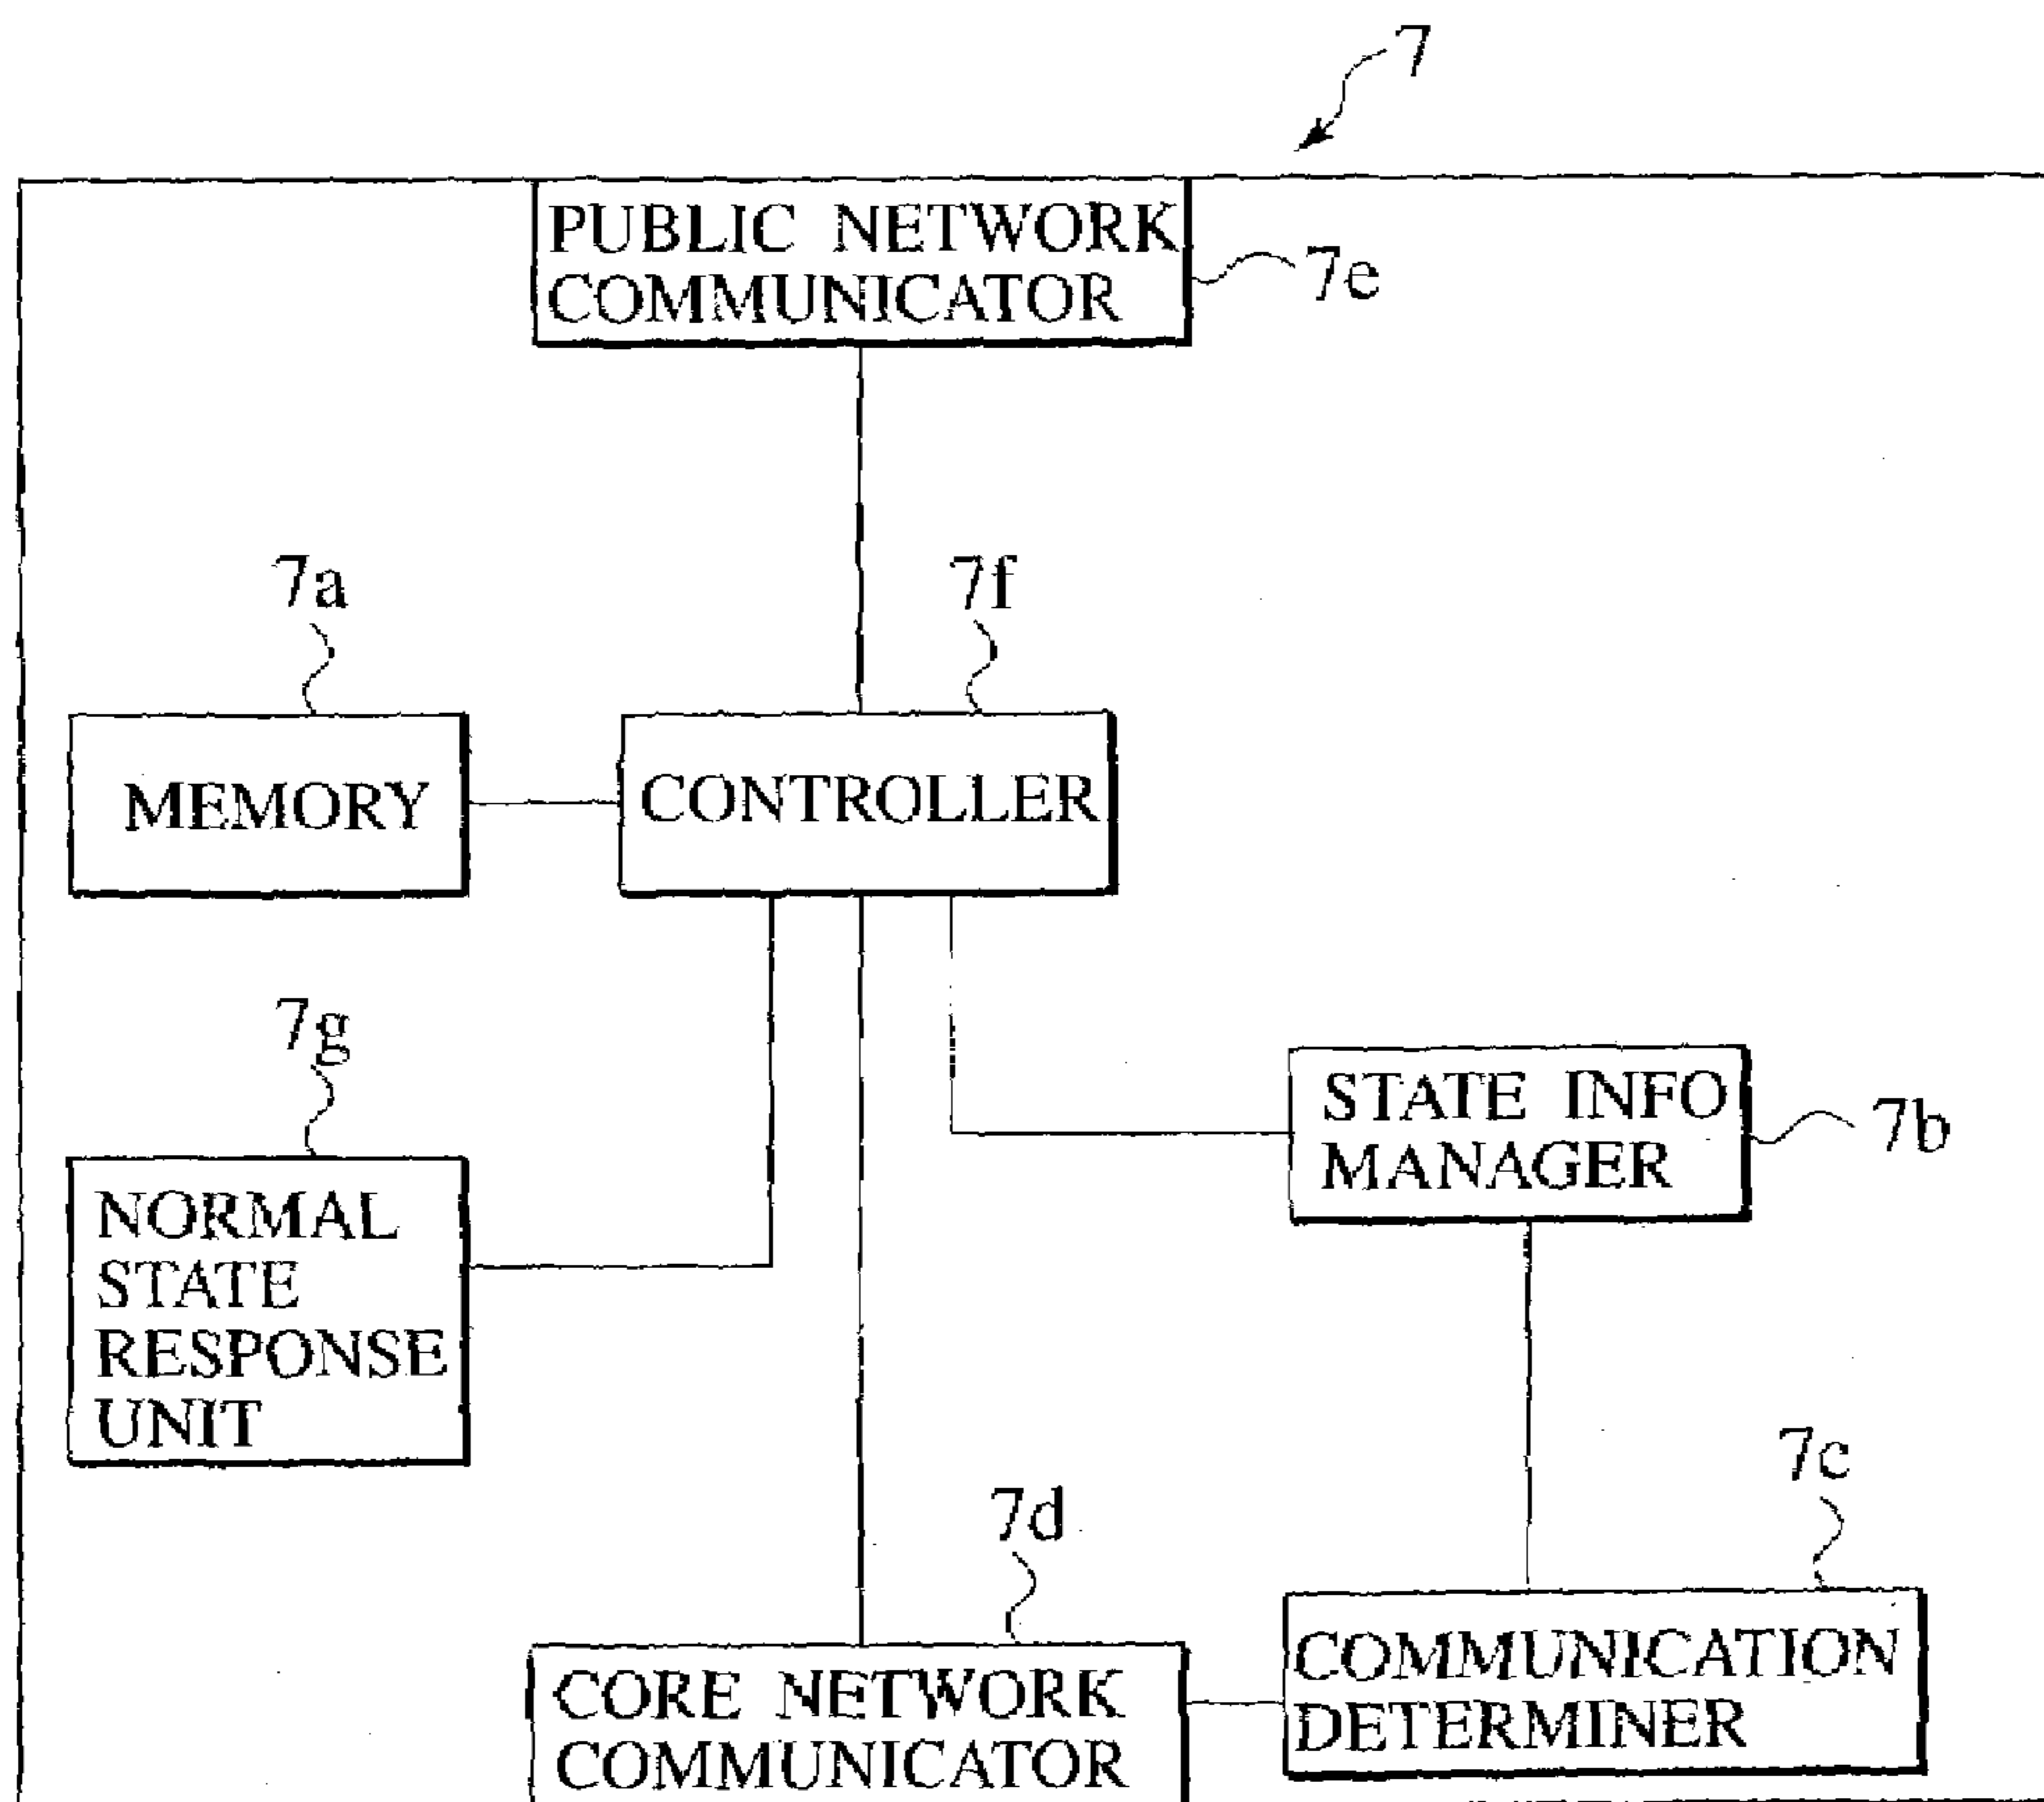 7
PUBLIC NETWORK
COMMUNICATOR
7e
7a
7f
MEMORY
CONTROLLER
7g
STATE INFO
MANAGER
7b
NORMAL
STATE
RESPONSE
UNIT
7c
7d
COMMUNICATION
DETERMINER
CORE NETWORK
COMMUNICATOR